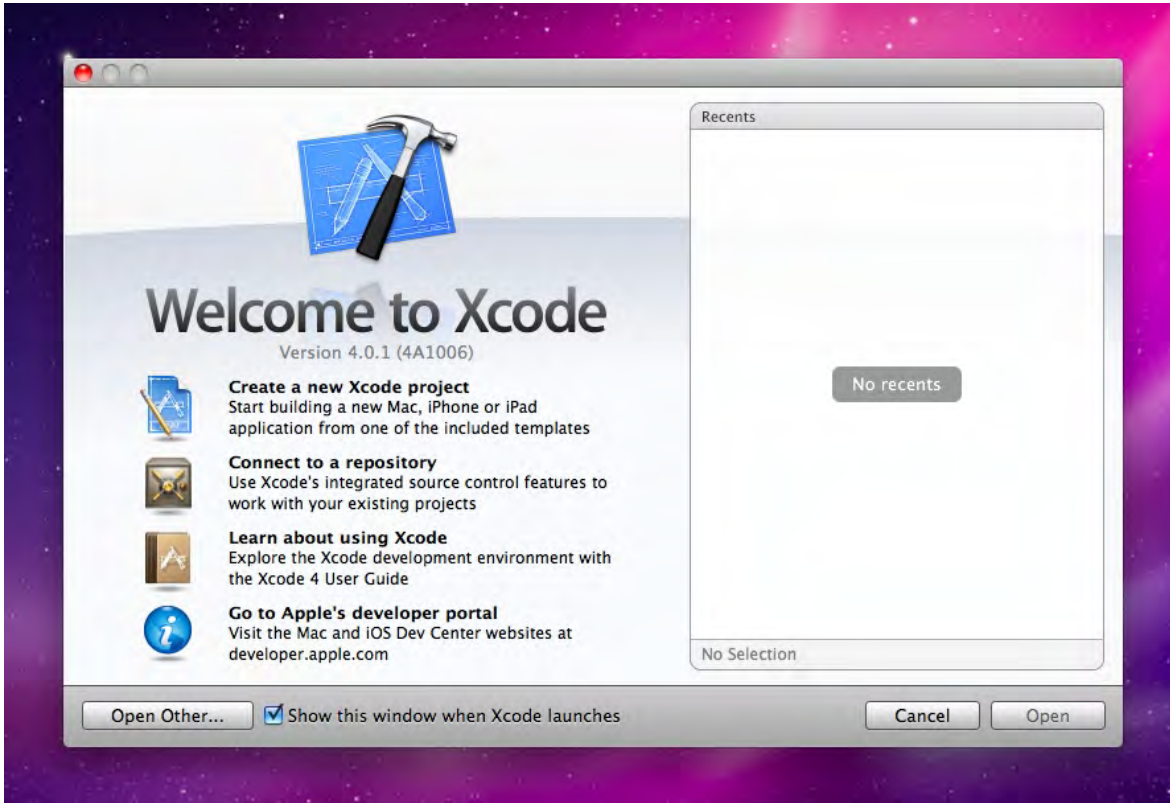 Recents
Welcome to Xcode
Version 4.0.1 (4A1006)
Create a new Xcode project
Start building a new Mac, iPhone or iPad
application from one of the included templates
Connect to a repository
Use Xcode's integrated source control features to
work with your existing projects
Learn about using Xcode
Explore the Xcode development environment with
the Xcode 4 User Guide
Go to Apple's developer portal
Visit the Mac and iOS Dev Center websites at
developer.apple.com
No recents
No Selection
Open Other...
Show this window when Xcode launches
Cancel
Open